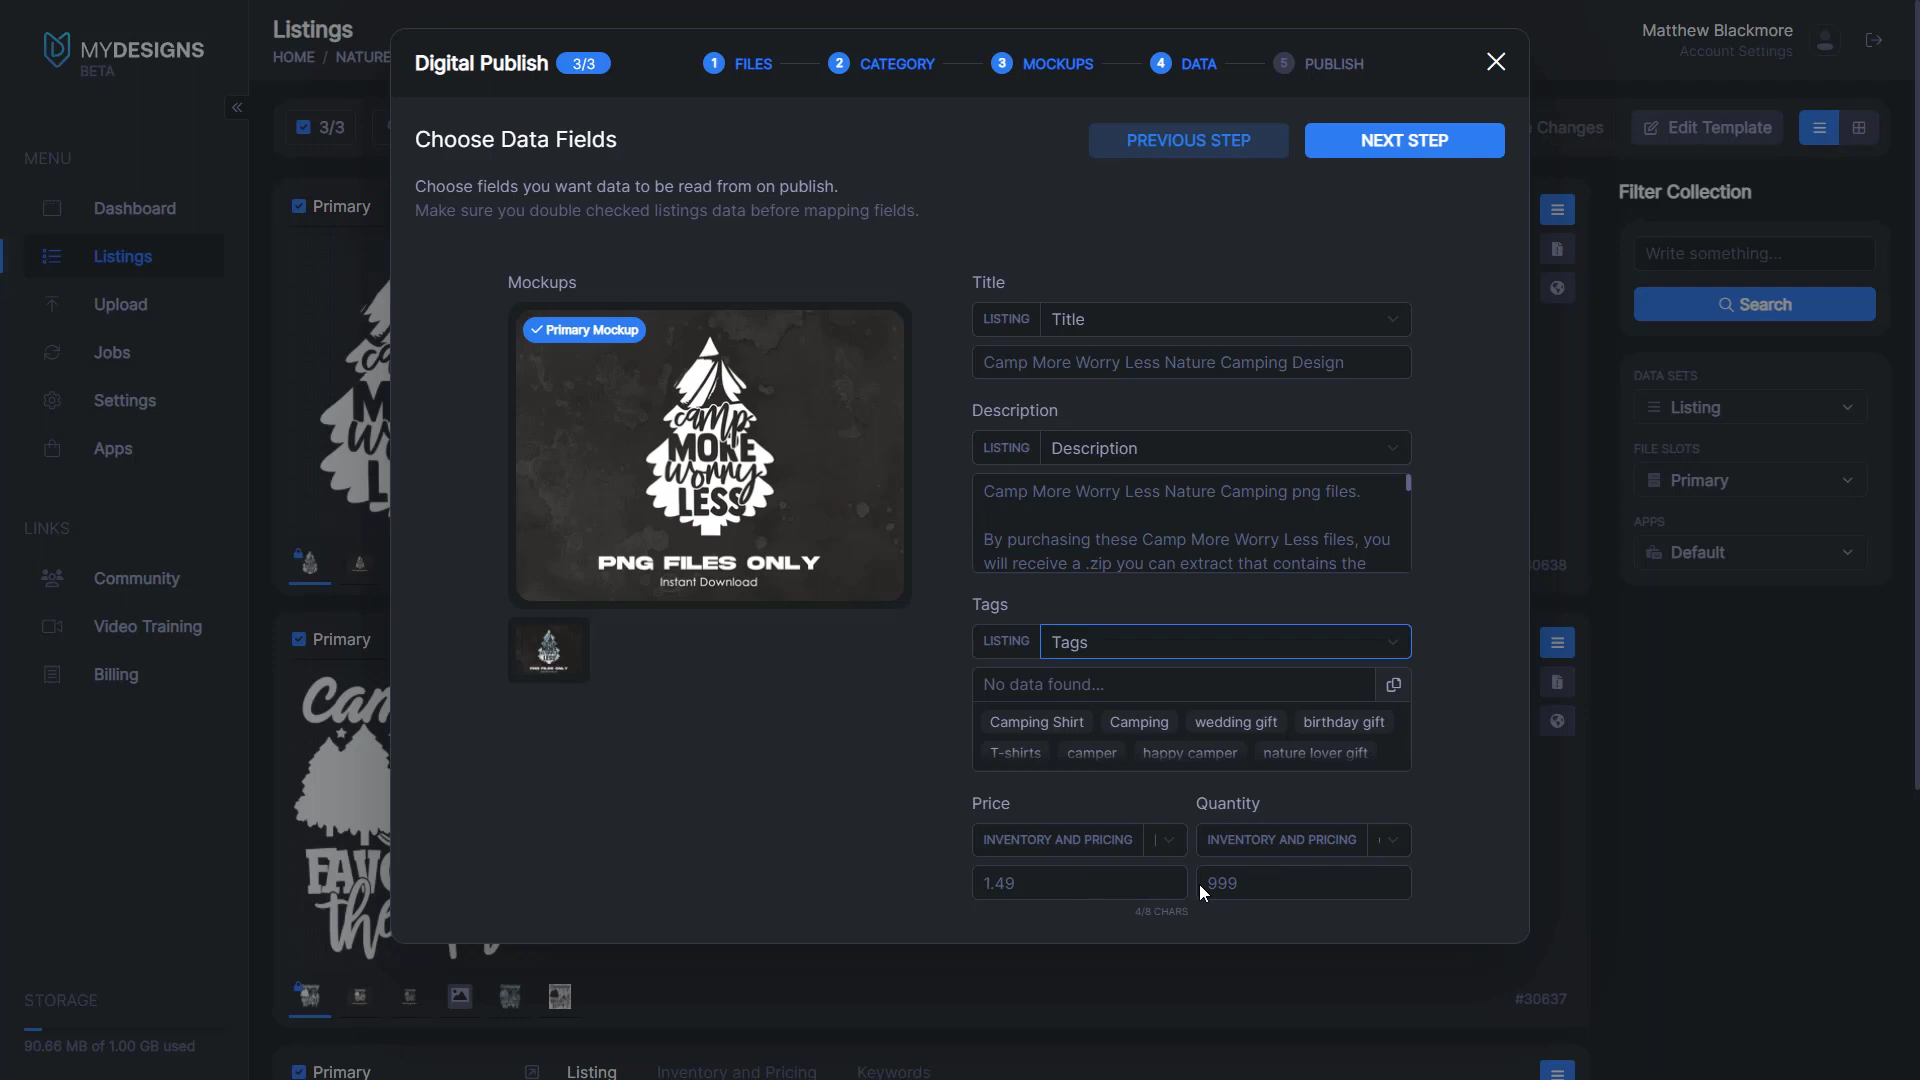 MYDESIGNS
BETA
MENU
Dashboard
Listings
Upload
Jobs
Settings
Apps
LINKS
Community
Video Training
Billing
STORAGE
90.66 MB of 1.00 GB used
Listings
HOME / NATURE
3/3
Primary
Primary
Primary
Listing
Inventory and Pricing
Keywords
Matthew Blackmore
Account Settings
Changes
Edit Template
Filter Collection
Write something...
Search
DATA SETS
Listing
FILE SLOTS
Primary
APPS
Default
30638
#30637
Digital Publish 3/3
1 FILES
2 CATEGORY
3 MOCKUPS
4 DATA
5 PUBLISH
Choose Data Fields
PREVIOUS STEP
NEXT STEP
Choose fields you want data to be read from on publish.
Make sure you double checked listings data before mapping fields.
Mockups
Primary Mockup
camp
MORE
worry
LESS
PNG FILES ONLY
Instant Download
Title
LISTING Title
Camp More Worry Less Nature Camping Design
Description
LISTING Description
Camp More Worry Less Nature Camping png files.
By purchasing these Camp More Worry Less files, you
will receive a .zip you can extract that contains the
Tags
LISTING Tags
No data found...
Camping Shirt Camping wedding gift birthday gift
T-shirts camper happy camper nature lover gift
Price
INVENTORY AND PRICING
1.49
4/8 CHARS
Quantity
INVENTORY AND PRICING
999